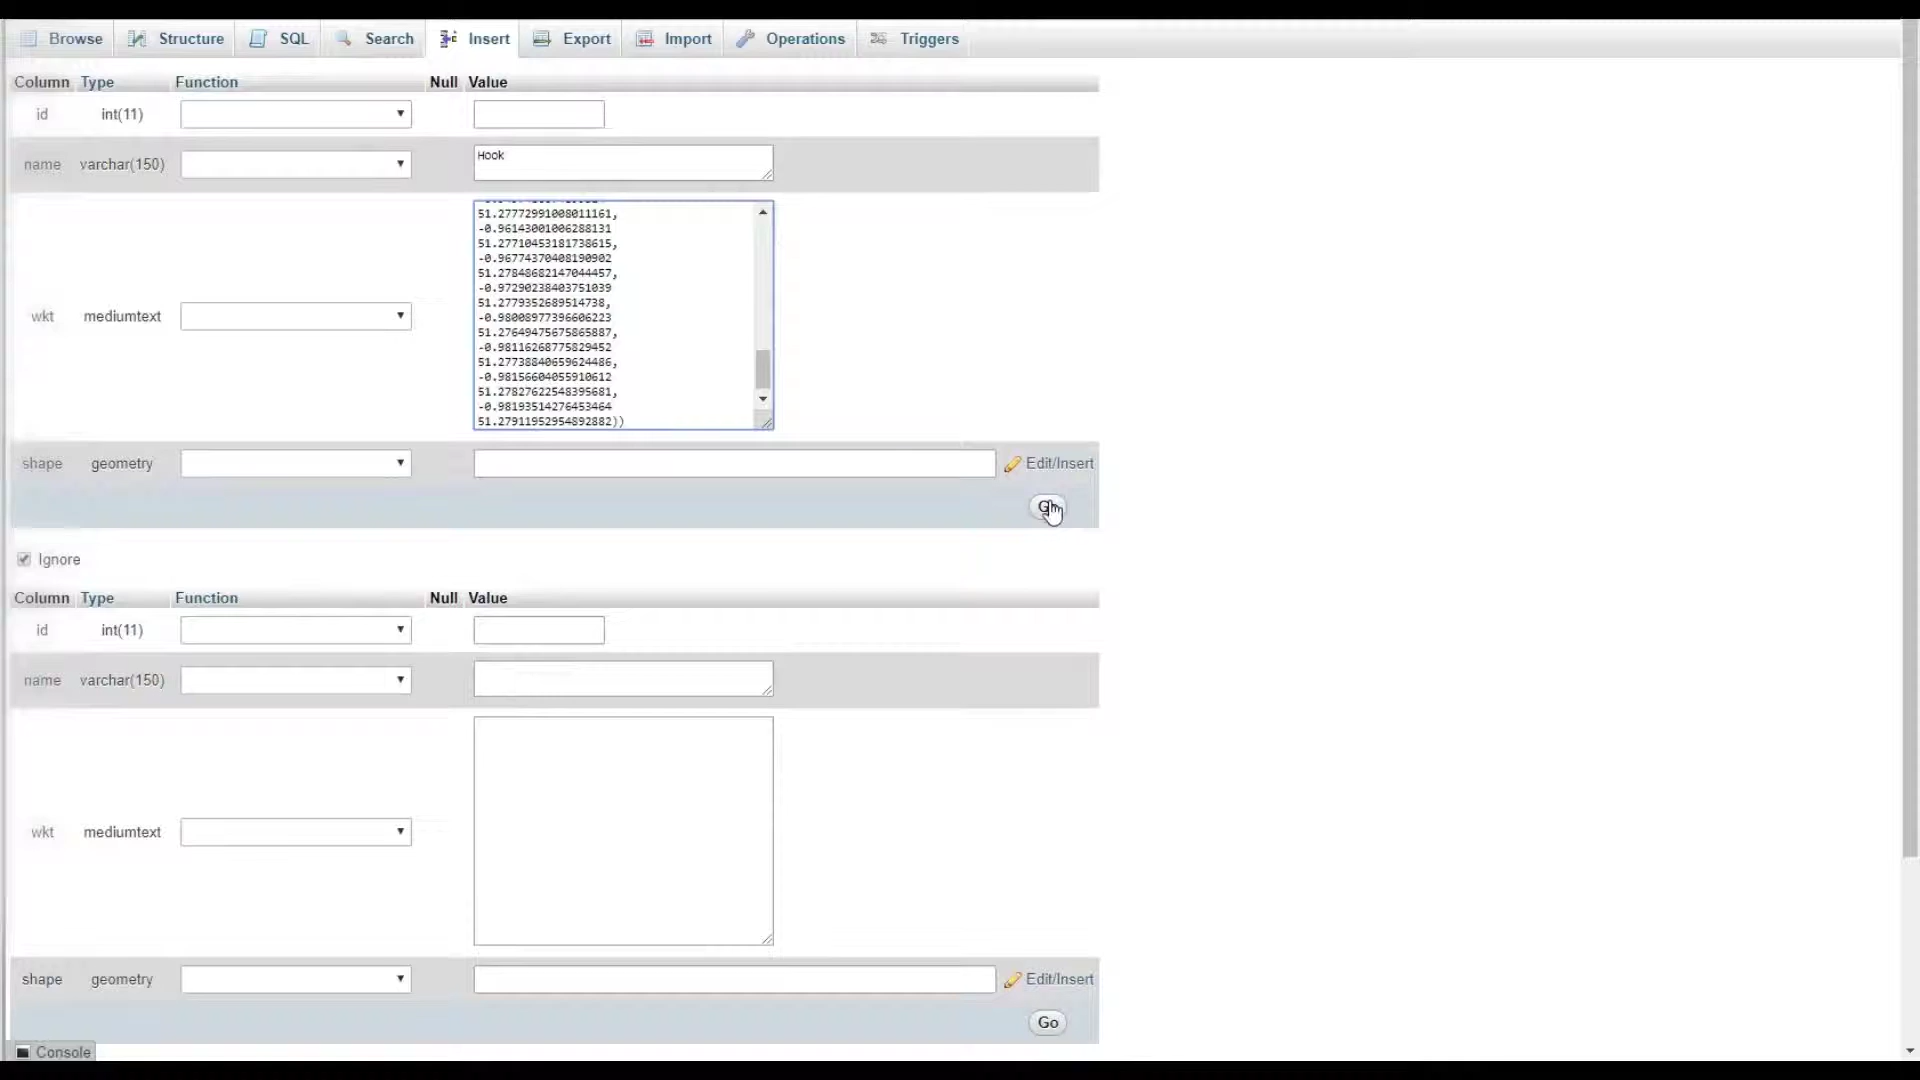 Browse Structure SQL Search Insert Export Import Operations Triggers
Column Type Function Null Value
id int(11)
name varchar(150) Hook
51.27772991008011161,
-0.96143001006288131
51.27710453181738615,
-0.96774370408190902
51.27848682147044457,
-0.97290238403751039
51.2779352689514738,
-0.98008977396606223
wkt mediumtext 51.27649475675865887,
-0.98116268775829452
51.27738840659624486,
-0.98156604055910612
51.27827622548395681,
-0.98193514276453464
51.27911952954892882))
shape geometry Edit/Insert
Ignore
Column Type Function Null Value
id int(11)
name varchar(150)
wkt mediumtext
shape geometry Edit/Insert
Go
Console